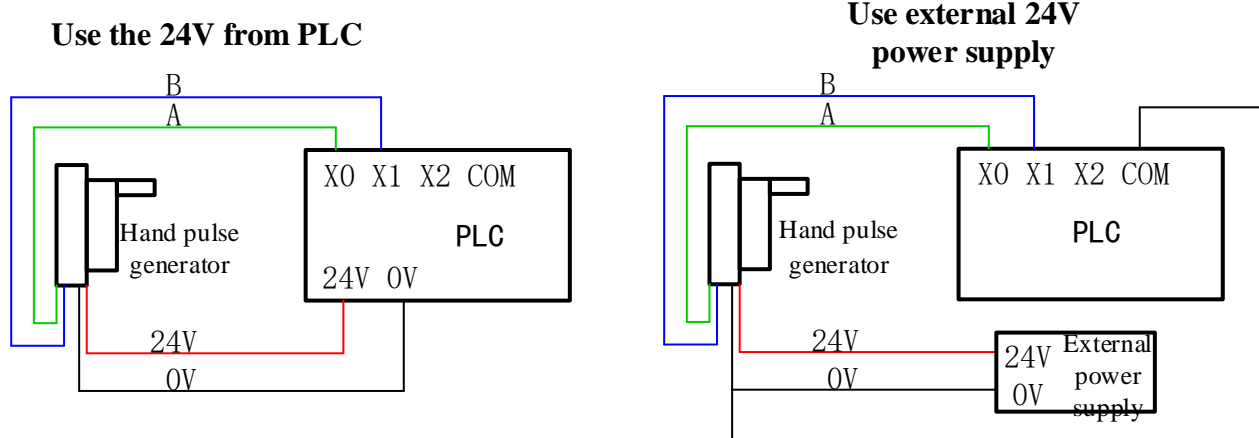 Use the 24V from PLC
B
A
X0 X1 X2 COM
PLC
Hand pulse
generator
24V 0V
24V
0V
Use external 24V
power supply
B
A
X0 X1 X2 COM
PLC
Hand pulse
generator
24V
0V
24V
0V
External
power
supply